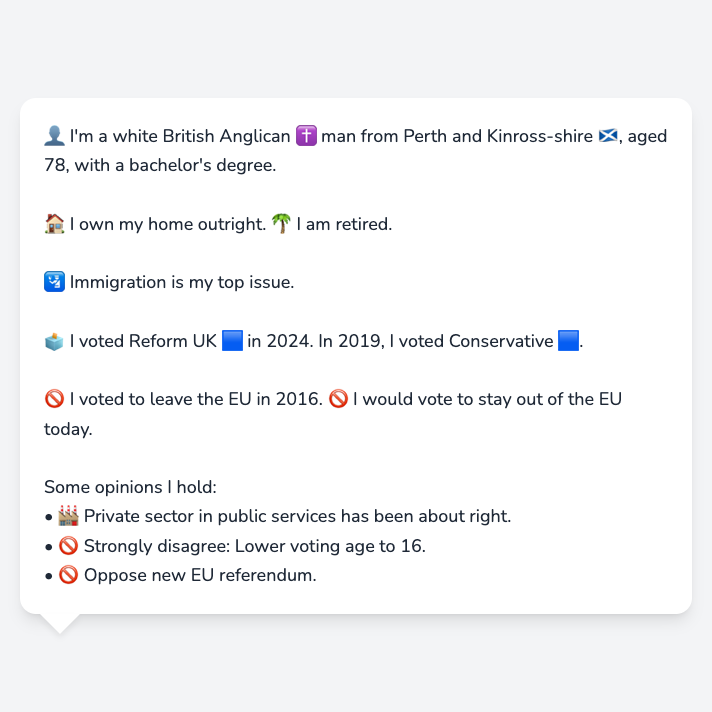 👤 I'm a white British Anglican ✝️ man from Perth and Kinross-shire 🏴󠁧󠁢󠁳󠁣󠁴󠁿, aged
78, with a bachelor's degree.
🏠 I own my home outright. 🌴 I am retired.
🛂 Immigration is my top issue.
🗳️ I voted Reform UK 🟦 in 2024. In 2019, I voted Conservative 🟦.
🚫 I voted to leave the EU in 2016. 🚫 I would vote to stay out of the EU
today.
Some opinions I hold:
• 🏭 Private sector in public services has been about right.
• 🚫 Strongly disagree: Lower voting age to 16.
• 🚫 Oppose new EU referendum.